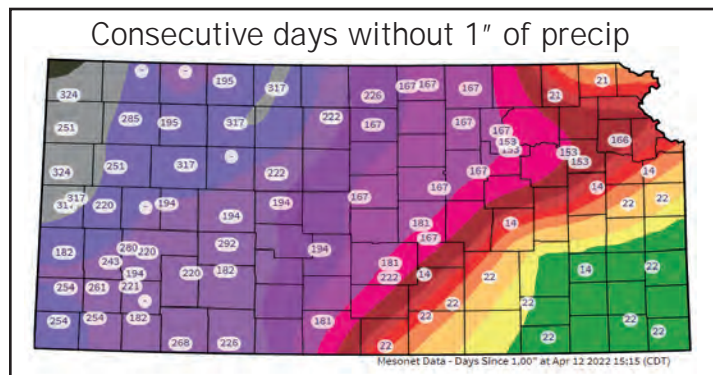 Consecutive days without 1" of precip
- - 195 317 21
324 226 167 167 167 21
285 195 317 222 167 167 167 166
251 153
153 153 153
324 251 317 - 222 167
317 317 220 - 194 194 167 167 14 14
194 22 22
181 14
182 280 220 292 194 167
243 181
194 220 182 222 14 22 14 22
254 261 221
-
254 254 182 181 22 22 22 22
268 226 22 22 22
Mesonet Data - Days Since 1.00" at Apr 12 2022 15:15 (CDT)